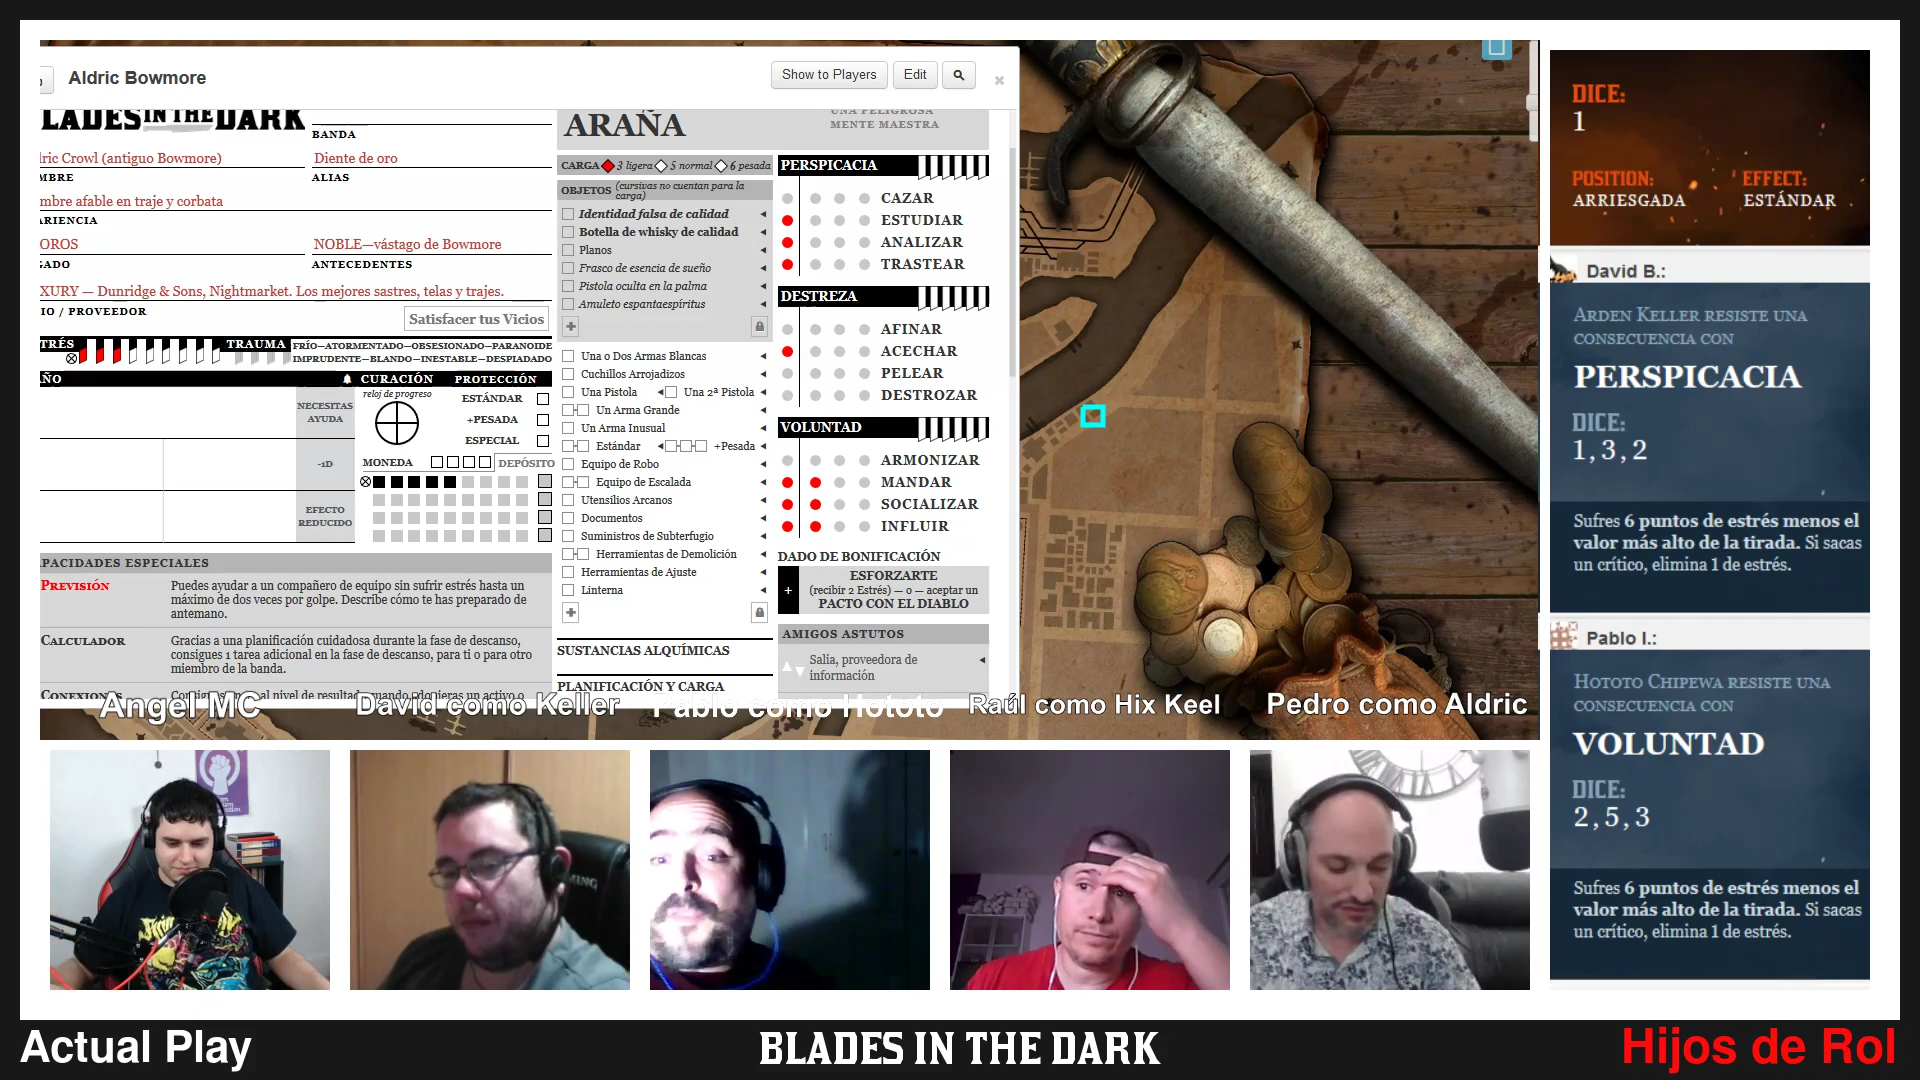 Aldric Bowmore
Show to Players
Edit
BLADES IN THE DARK
BANDA
ric Crowl (antiguo Bowmore)
Diente de oro
MBRE
ALIAS
mbre afable en traje y corbata
ARIENCIA
OROS
NOBLE—vástago de Bowmore
GADO
ANTECEDENTES
XURY — Dunridge & Sons, Nightmarket. Los mejores sastres, telas y trajes.
IO / PROVEEDOR
Satisfacer tus Vicios
TRÉS
TRAUMA
FRÍO—ATORMENTADO—OBSESIONADO—PARANOIDE
IMPRUDENTE—BLANDO—INESTABLE—DESPIADADO
ÑO
CURACIÓN
PROTECCIÓN
reloj de progreso
NECESITAS
AYUDA
ESTÁNDAR
+PESADA
ESPECIAL
-1D
MONEDA
DEPÓSITO
EFECTO
REDUCIDO
PACIDADES ESPECIALES
PREVISIÓN
Puedes ayudar a un compañero de equipo sin sufrir estrés hasta un
máximo de dos veces por golpe. Describe cómo te has preparado de
antemano.
CALCULADOR
Gracias a una planificación cuidadosa durante la fase de descanso,
consigues 1 tarea adicional en la fase de descanso, para ti o para otro
miembro de la banda.
CONEXIONES
ARAÑA
UNA PELIGROSA
MENTE MAESTRA
CARGA 3 ligera 5 normal 6 pesada
OBJETOS (cursivas no cuentan para la
carga)
Identidad falsa de calidad
Botella de whisky de calidad
Planos
Frasco de esencia de sueño
Pistola oculta en la palma
Amuleto espantaespíritus
Una o Dos Armas Blancas
Cuchillos Arrojadizos
Una Pistola Una 2ª Pistola
Un Arma Grande
Un Arma Inusual
Estándar +Pesada
Equipo de Robo
Equipo de Escalada
Utensilios Arcanos
Documentos
Suministros de Subterfugio
Herramientas de Demolición
Herramientas de Ajuste
Linterna
SUSTANCIAS ALQUÍMICAS
PLANIFICACIÓN Y CARGA
PERSPICACIA
CAZAR
ESTUDIAR
ANALIZAR
TRASTEAR
DESTREZA
AFINAR
ACECHAR
PELEAR
DESTROZAR
VOLUNTAD
ARMONIZAR
MANDAR
SOCIALIZAR
INFLUIR
DADO DE BONIFICACIÓN
+
ESFORZARTE
(recibir 2 Estrés) — o — aceptar un
PACTO CON EL DIABLO
AMIGOS ASTUTOS
Salia, proveedora de
información
DICE:
1
POSITION:
ARRIESGADA
EFFECT:
ESTÁNDAR
David B.:
ARDEN KELLER RESISTE UNA
CONSECUENCIA CON
PERSPICACIA
DICE:
1, 3, 2
Sufres 6 puntos de estrés menos el
valor más alto de la tirada. Si sacas
un crítico, elimina 1 de estrés.
Pablo I.:
HOTOTO CHIPEWA RESISTE UNA
CONSECUENCIA CON
VOLUNTAD
DICE:
2, 5, 3
Sufres 6 puntos de estrés menos el
valor más alto de la tirada. Si sacas
un crítico, elimina 1 de estrés.
Angel MC
David como Keller
Pablo como Hototo
Raúl como Hix Keel
Pedro como Aldric
Actual Play
BLADES IN THE DARK
Hijos de Rol